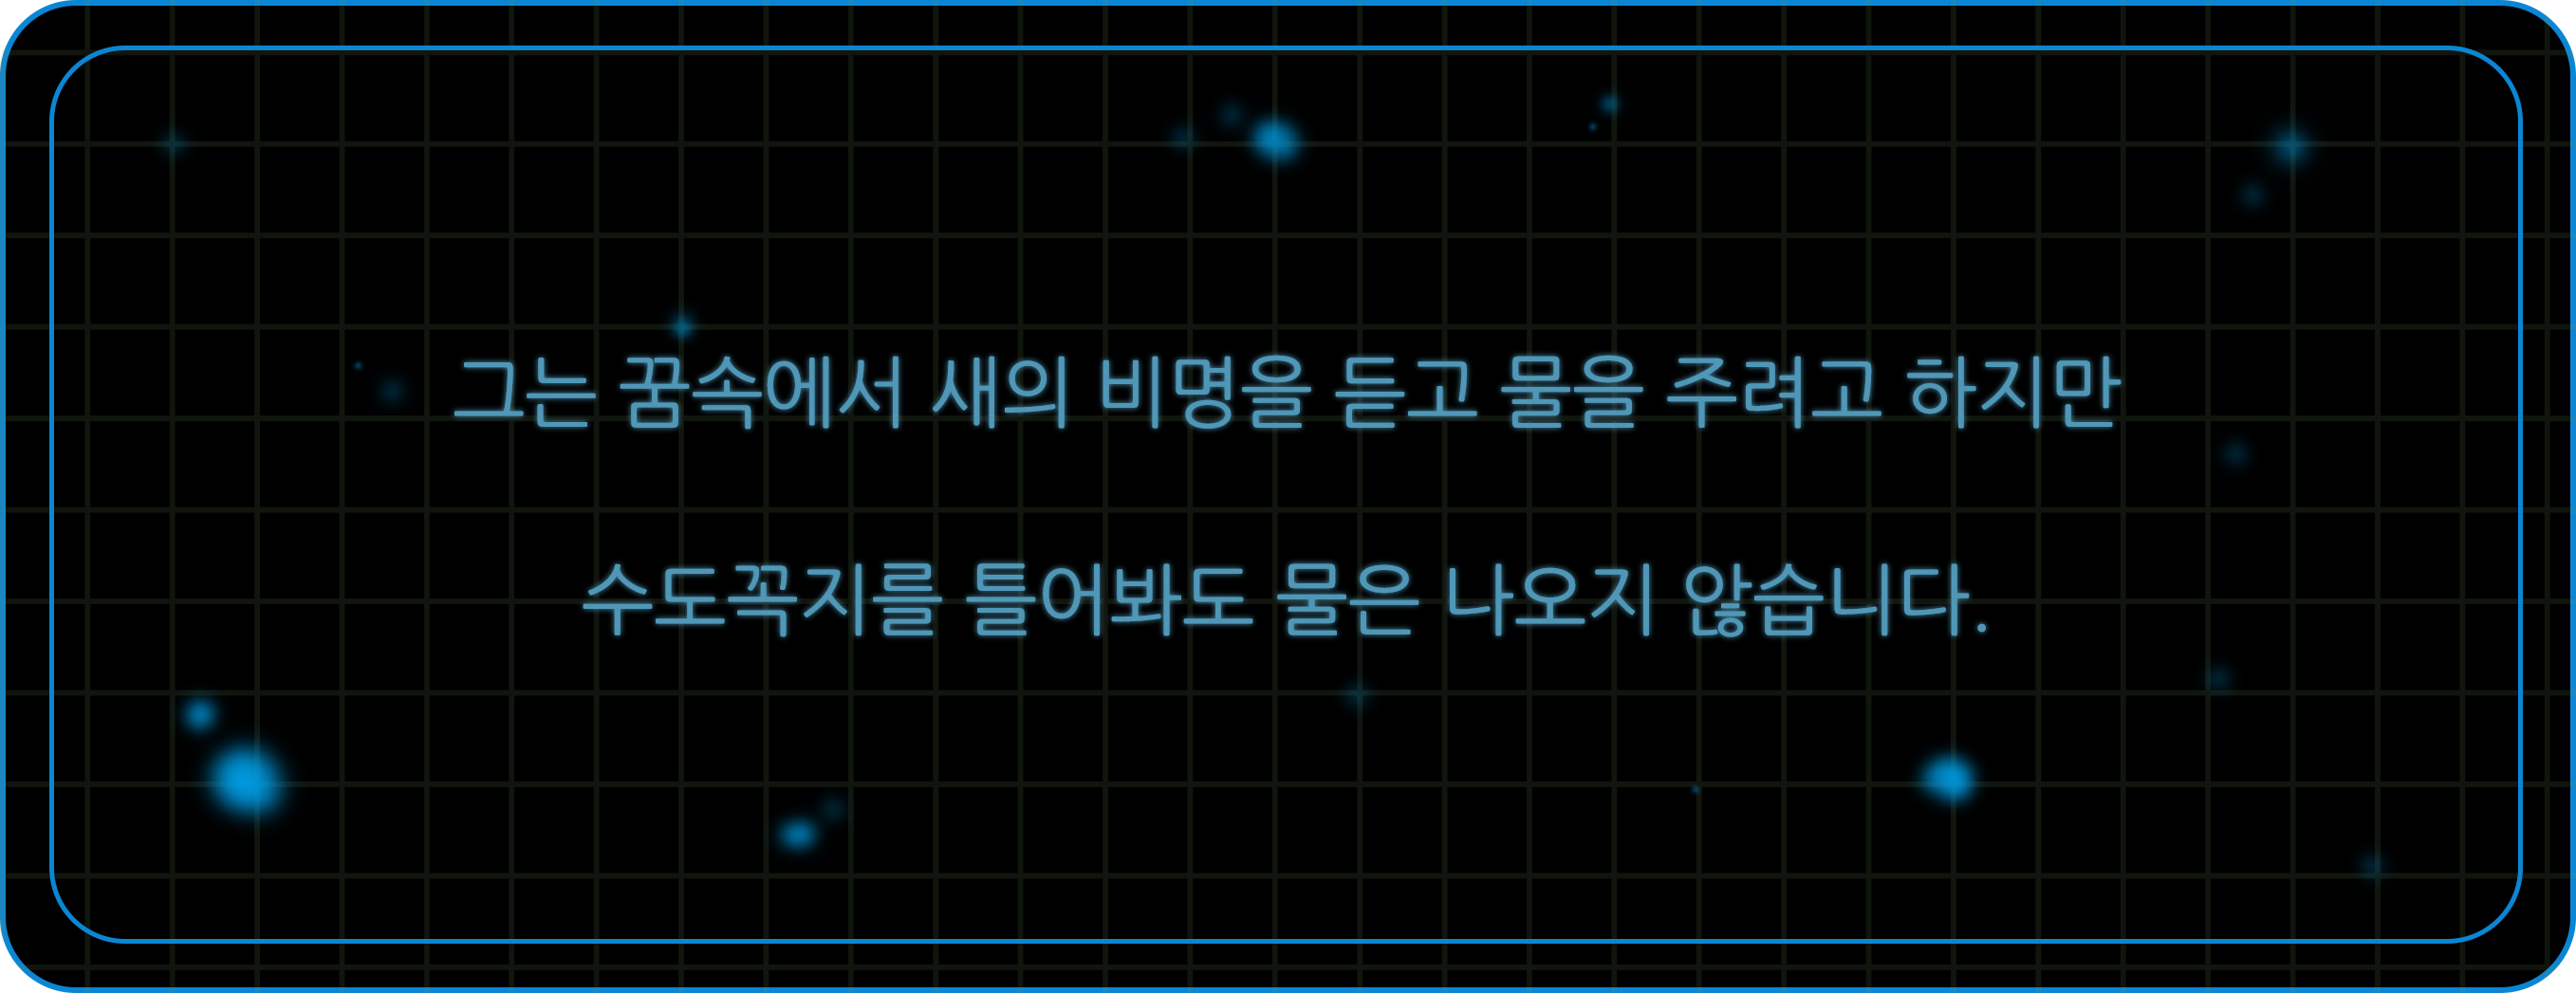 그는 꿈속에서 새의 비명을 듣고 물을 주려고 하지만
수도꼭지를 틀어봐도 물은 나오지 않습니다.